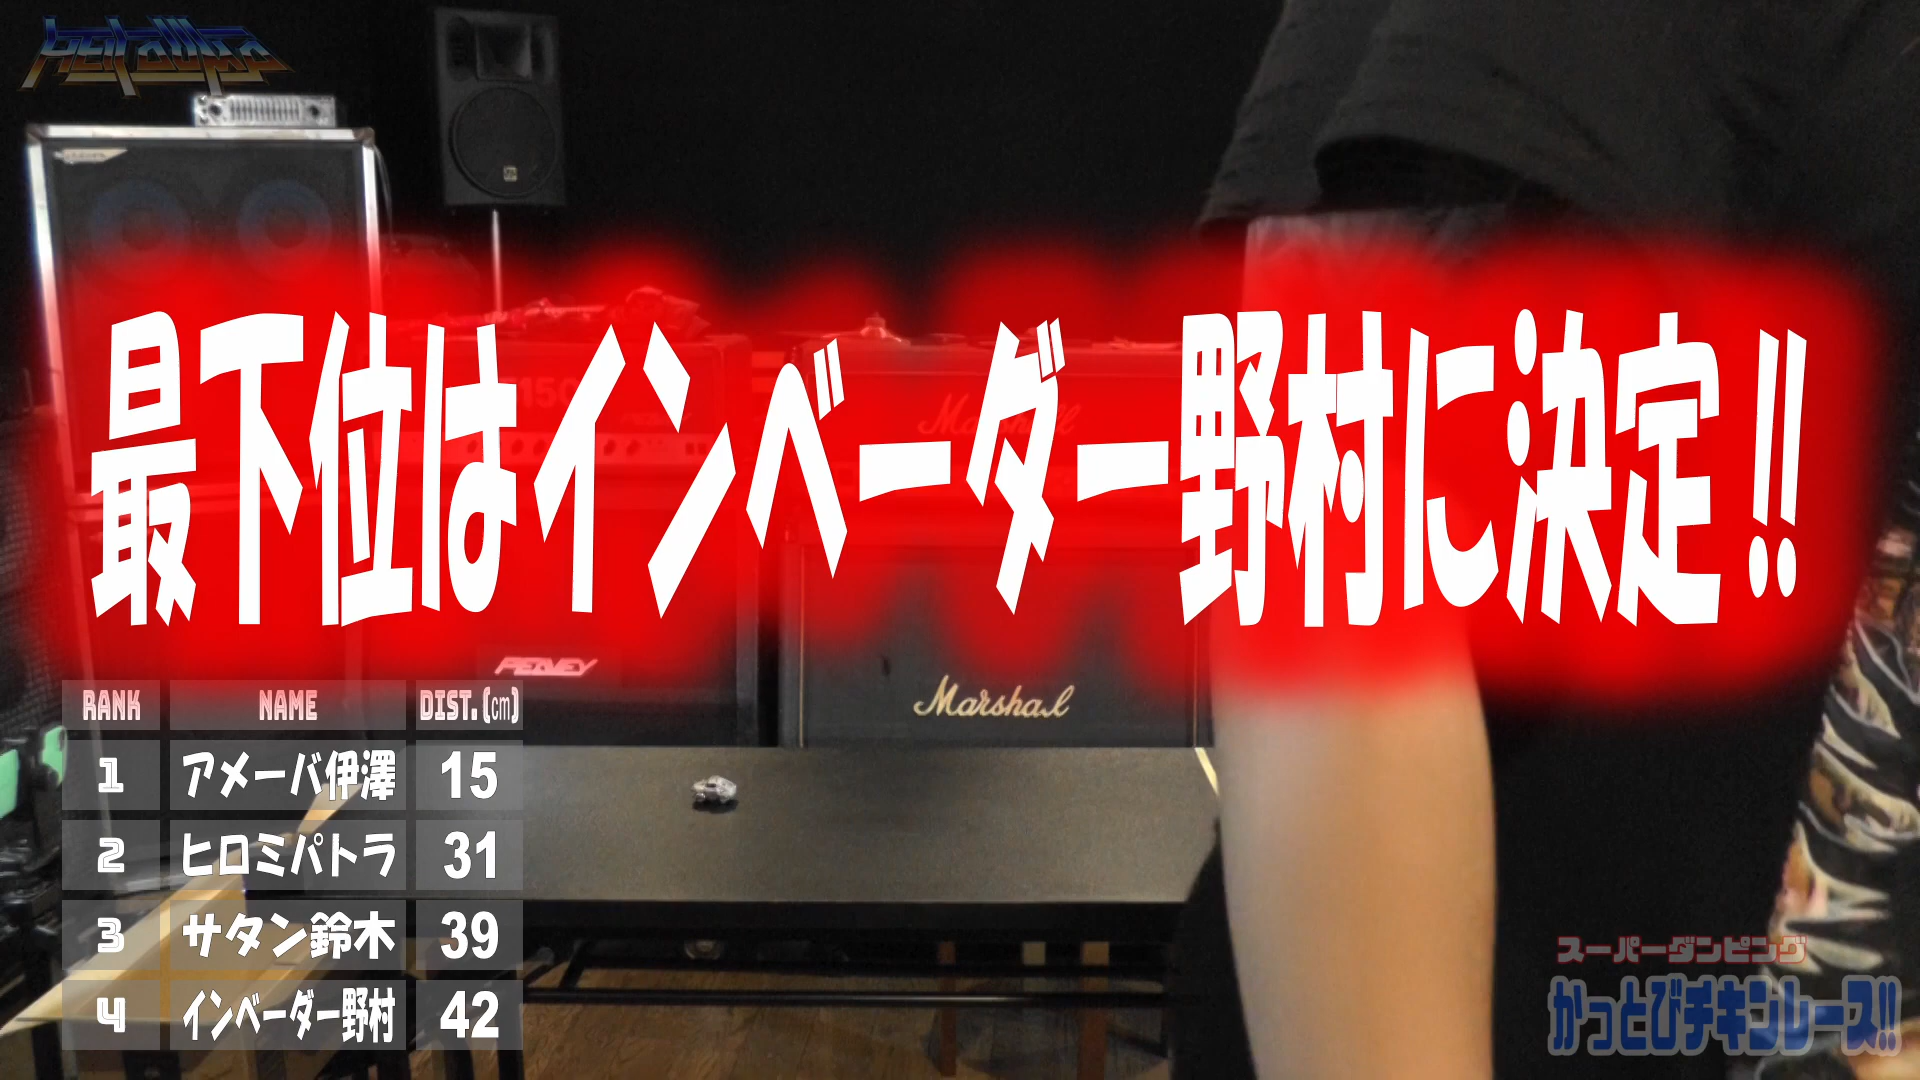 最下位はインベーダー野村に決定!!
PEAVEY
Marshall
RANK NAME DIST.(cm)
1 アメーバ伊澤 15
2 ヒロミパトラ 31
3 サタン鈴木 39
4 インベーダー野村 42
スーパーダンピング
かっとびチキンレース!!